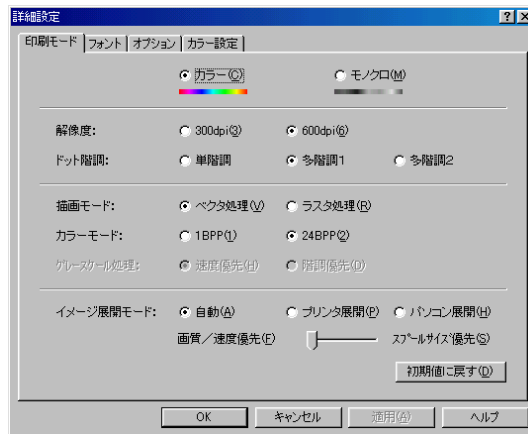 詳細設定
印刷モード フォント オプション カラー設定
カラー(C) モノクロ(M)
解像度: 300dpi(3) 600dpi(6)
ドット階調: 単階調 多階調1 多階調2
描画モード: ベクタ処理(V) ラスタ処理(R)
カラーモード: 1BPP(1) 24BPP(2)
グレースケール処理: 速度優先(H) 階調優先(O)
イメージ展開モード: 自動(A) プリンタ展開(P) パソコン展開(H)
画質/速度優先(F) スプールサイズ優先(S)
初期値に戻す(D)
OK キャンセル 適用(A) ヘルプ